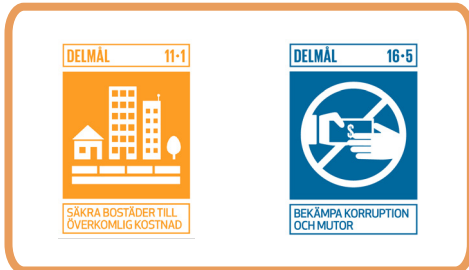 DELMÅL 11·1
SÄKRA BOSTÄDER TILL
ÖVERKOMLIG KOSTNAD
DELMÅL 16·5
$
BEKÄMPA KORRUPTION
OCH MUTOR